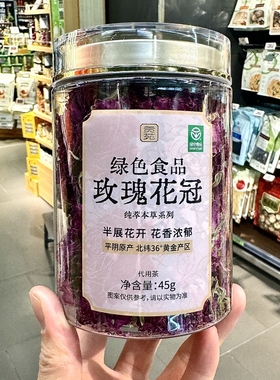 绿色食品
玫瑰花冠
纯萃本草系列
半展花开 花香浓郁
平阴原产 北纬36°黄金产区
代用茶
净含量:45g
图案仅供参考,请以实物为准